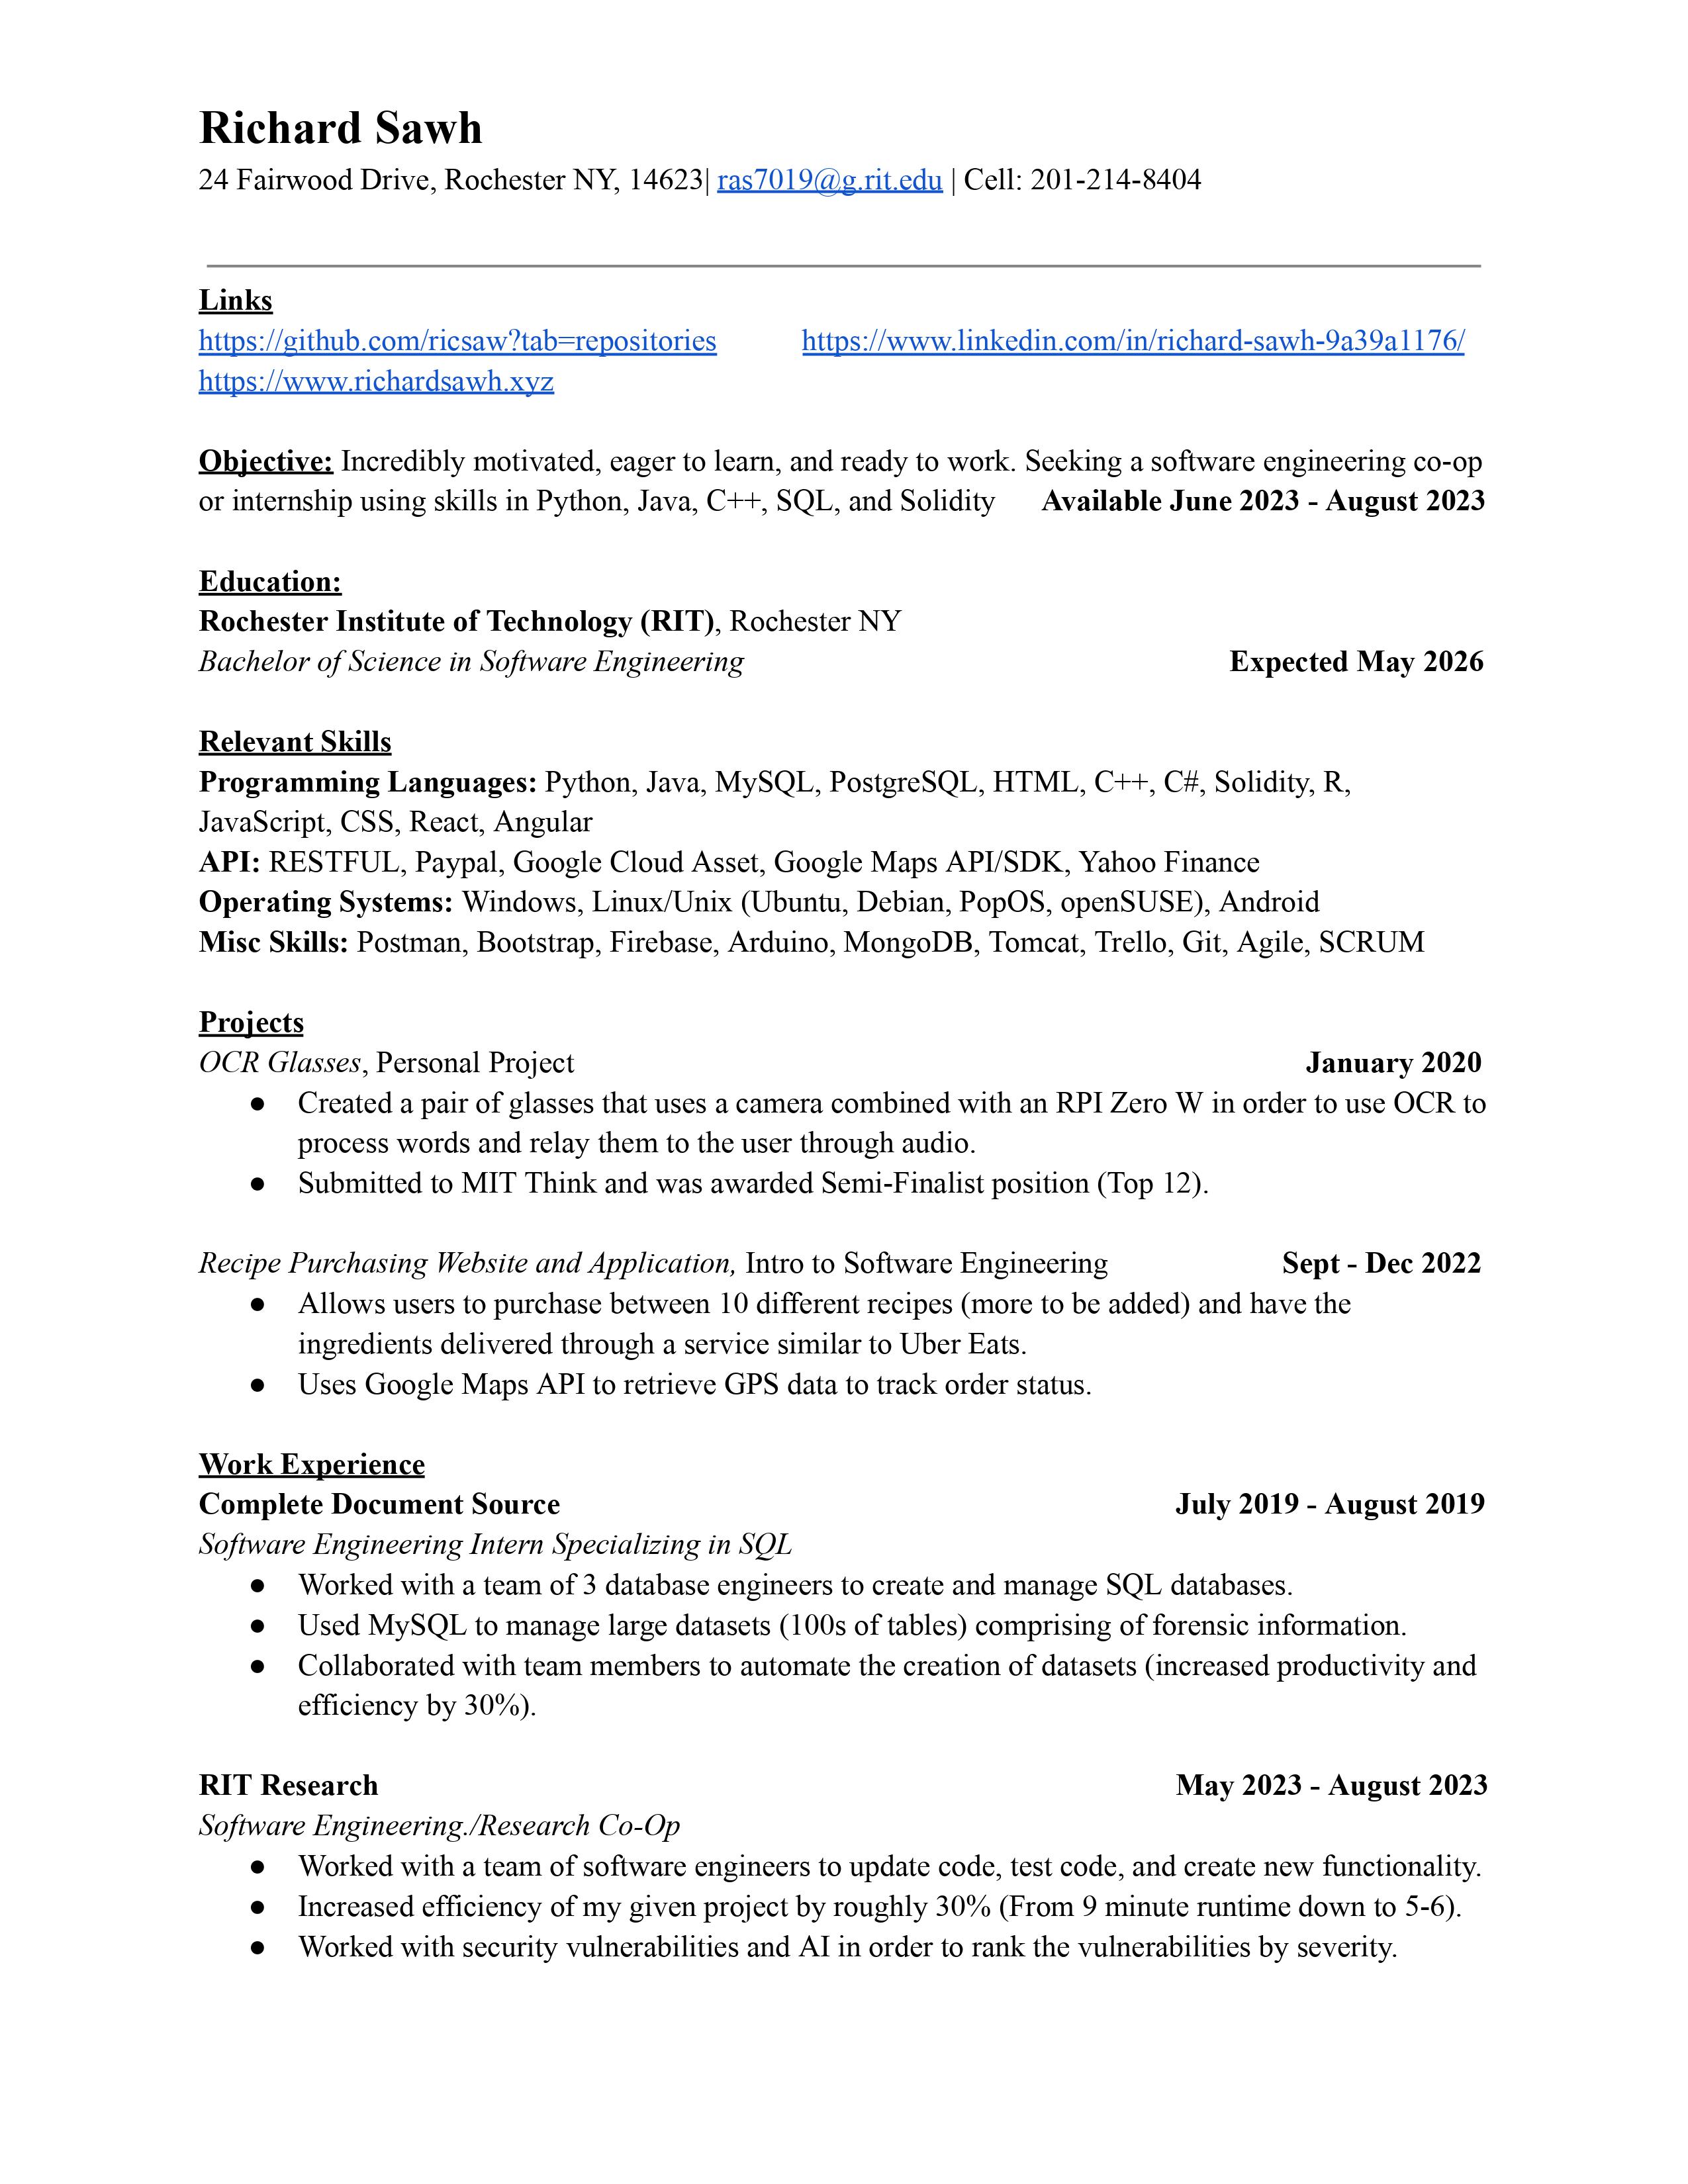 Richard Sawh
24 Fairwood Drive, Rochester NY, 14623| ras7019@g.rit.edu | Cell: 201-214-8404
Links
https://github.com/ricsaw?tab=repositories https://www.linkedin.com/in/richard-sawh-9a39a1176/
https://www.richardsawh.xyz
Objective: Incredibly motivated, eager to learn, and ready to work. Seeking a software engineering co-op
or internship using skills in Python, Java, C++, SQL, and Solidity Available June 2023 - August 2023
Education:
Rochester Institute of Technology (RIT), Rochester NY
Bachelor of Science in Software Engineering Expected May 2026
Relevant Skills
Programming Languages: Python, Java, MySQL, PostgreSQL, HTML, C++, C#, Solidity, R,
JavaScript, CSS, React, Angular
API: RESTFUL, Paypal, Google Cloud Asset, Google Maps API/SDK, Yahoo Finance
Operating Systems: Windows, Linux/Unix (Ubuntu, Debian, PopOS, openSUSE), Android
Misc Skills: Postman, Bootstrap, Firebase, Arduino, MongoDB, Tomcat, Trello, Git, Agile, SCRUM
Projects
OCR Glasses, Personal Project January 2020
● Created a pair of glasses that uses a camera combined with an RPI Zero W in order to use OCR to
process words and relay them to the user through audio.
● Submitted to MIT Think and was awarded Semi-Finalist position (Top 12).
Recipe Purchasing Website and Application, Intro to Software Engineering Sept - Dec 2022
● Allows users to purchase between 10 different recipes (more to be added) and have the
ingredients delivered through a service similar to Uber Eats.
● Uses Google Maps API to retrieve GPS data to track order status.
Work Experience
Complete Document Source July 2019 - August 2019
Software Engineering Intern Specializing in SQL
● Worked with a team of 3 database engineers to create and manage SQL databases.
● Used MySQL to manage large datasets (100s of tables) comprising of forensic information.
● Collaborated with team members to automate the creation of datasets (increased productivity and
efficiency by 30%).
RIT Research May 2023 - August 2023
Software Engineering./Research Co-Op
● Worked with a team of software engineers to update code, test code, and create new functionality.
● Increased efficiency of my given project by roughly 30% (From 9 minute runtime down to 5-6).
● Worked with security vulnerabilities and AI in order to rank the vulnerabilities by severity.